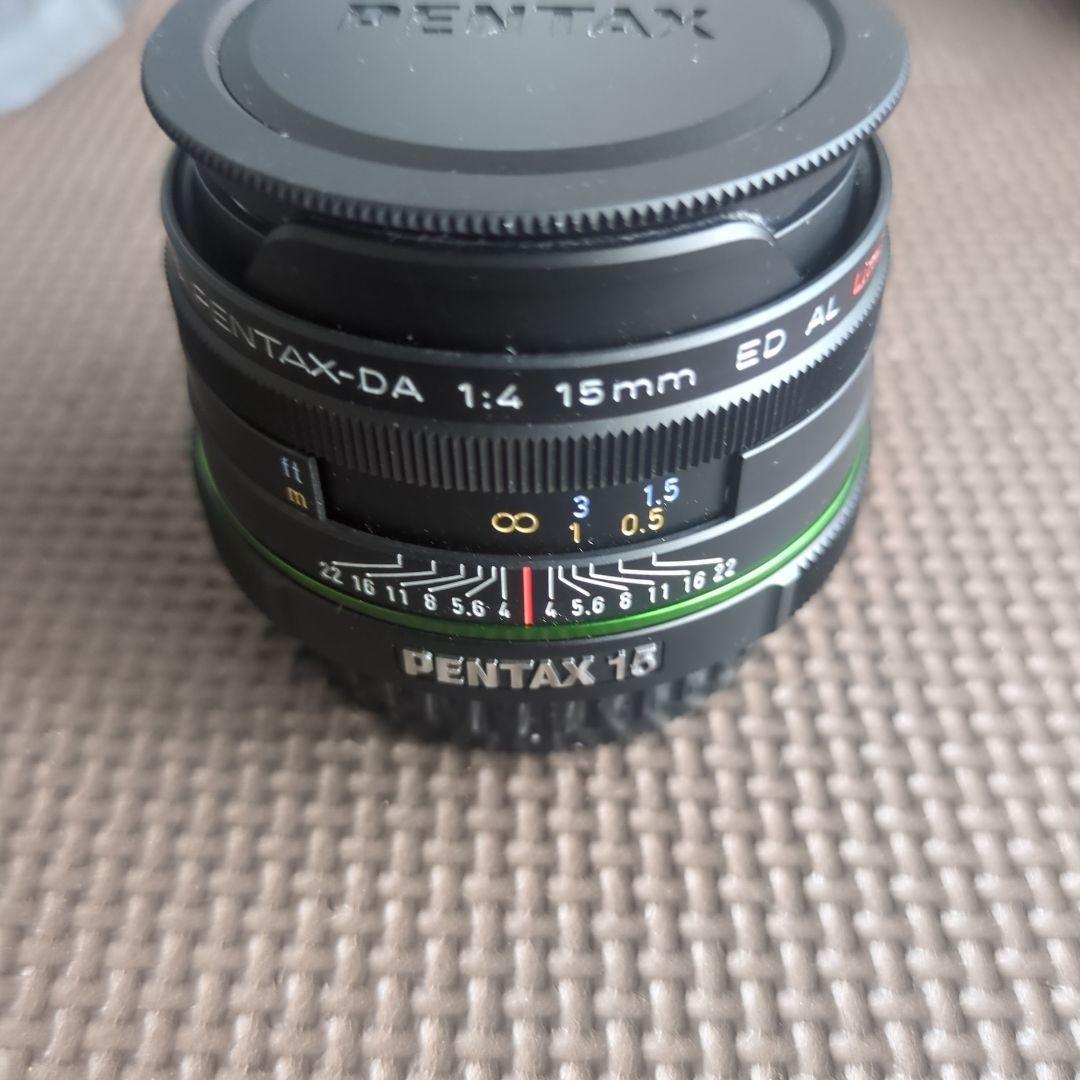 PENTAX
PENTAX-DA 1:4 15mm ED AL
ft 3 1.5
m ∞ 1 0.5
22 16 11 8 5.6 4 4 5.6 8 11 16 22
PENTAX 15